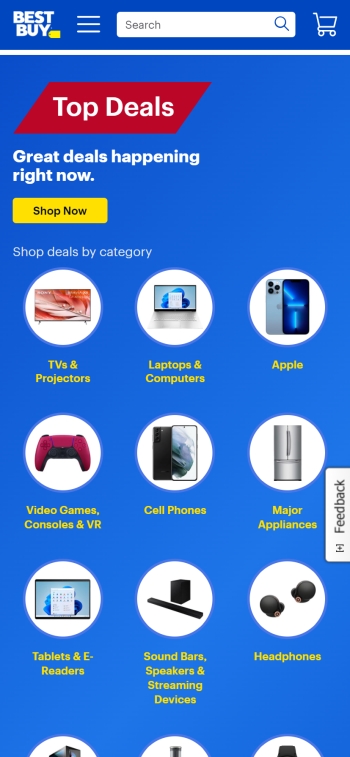 BEST
BUY
Search
Top Deals
Great deals happening
right now.
Shop Now
Shop deals by category
TVs &
Projectors
Laptops &
Computers
Apple
Video Games,
Consoles & VR
Cell Phones
Major
Appliances
Feedback
[+]
Tablets & E-
Readers
Sound Bars,
Speakers &
Streaming
Devices
Headphones